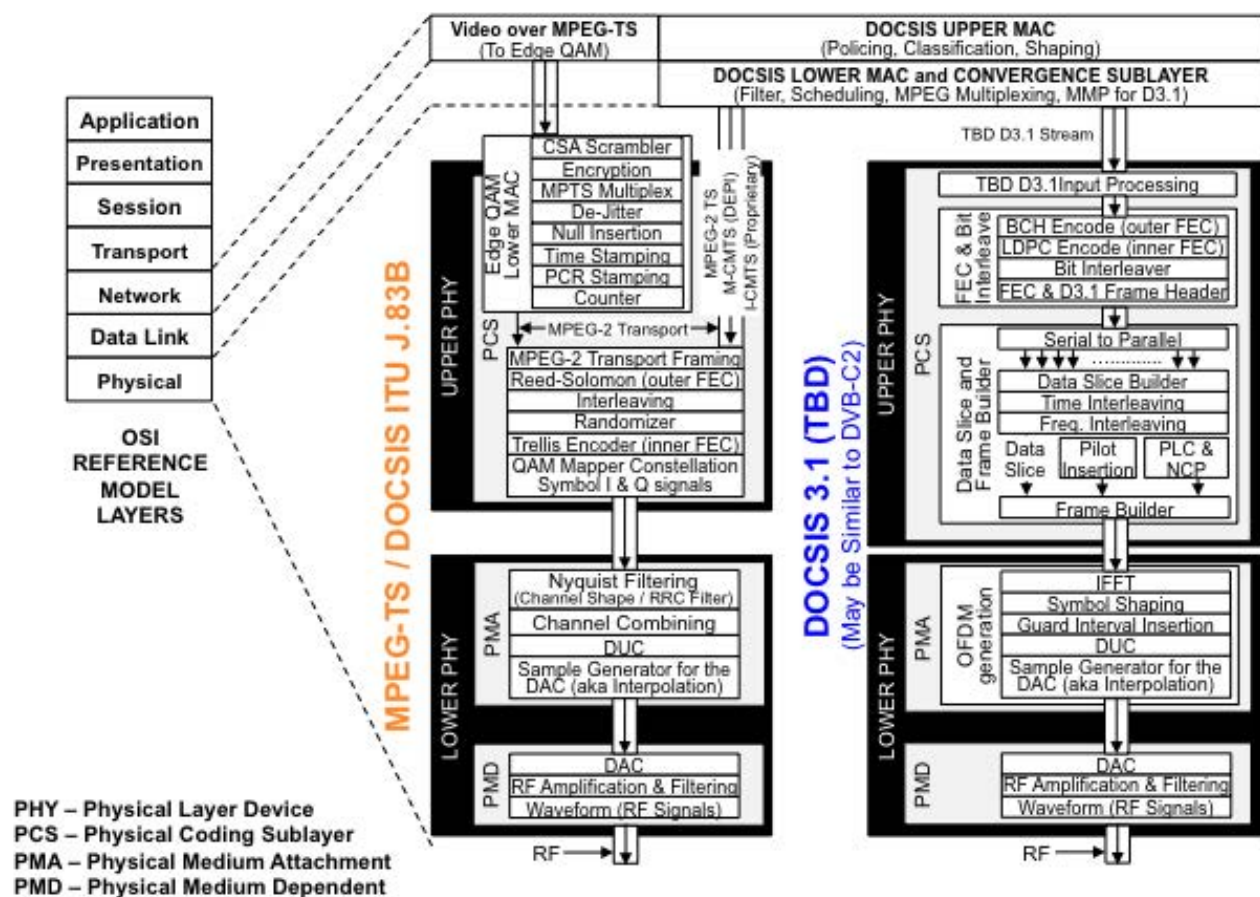 Video over MPEG-TS
(To Edge QAM)
DOCSIS UPPER MAC
(Policing, Classification, Shaping)
DOCSIS LOWER MAC and CONVERGENCE SUBLAYER
(Filter, Scheduling, MPEG Multiplexing, MMP for D3.1)
Application
Presentation
Session
Transport
Network
Data Link
Physical
OSI
REFERENCE
MODEL
LAYERS
MPEG-TS / DOCSIS ITU J.83B
UPPER PHY
PCS
Edge QAM
Lower MAC
CSA Scrambler
Encryption
MPTS Multiplex
De-Jitter
Null Insertion
Time Stamping
PCR Stamping
Counter
MPEG-2 TS
M-CMTS (DEPI)
I-CMTS (Proprietary)
MPEG-2 Transport
MPEG-2 Transport Framing
Reed-Solomon (outer FEC)
Interleaving
Randomizer
Trellis Encoder (inner FEC)
QAM Mapper Constellation
Symbol I & Q signals
LOWER PHY
PMA
Nyquist Filtering
(Channel Shape / RRC Filter)
Channel Combining
DUC
Sample Generator for the
DAC (aka Interpolation)
PMD
DAC
RF Amplification & Filtering
Waveform (RF Signals)
RF
DOCSIS 3.1 (TBD)
(May be Similar to DVB-C2)
TBD D3.1 Stream
UPPER PHY
PCS
TBD D3.1Input Processing
FEC & Bit
Interleave
BCH Encode (outer FEC)
LDPC Encode (inner FEC)
Bit Interleaver
FEC & D3.1 Frame Header
Data Slice and
Frame Builder
Serial to Parallel
Data Slice Builder
Time Interleaving
Freq. Interleaving
Data
Slice
Pilot
Insertion
PLC &
NCP
Frame Builder
LOWER PHY
PMA
OFDM
generation
IFFT
Symbol Shaping
Guard Interval Insertion
DUC
Sample Generator for the
DAC (aka Interpolation)
PMD
DAC
RF Amplification & Filtering
Waveform (RF Signals)
RF
PHY – Physical Layer Device
PCS – Physical Coding Sublayer
PMA – Physical Medium Attachment
PMD – Physical Medium Dependent